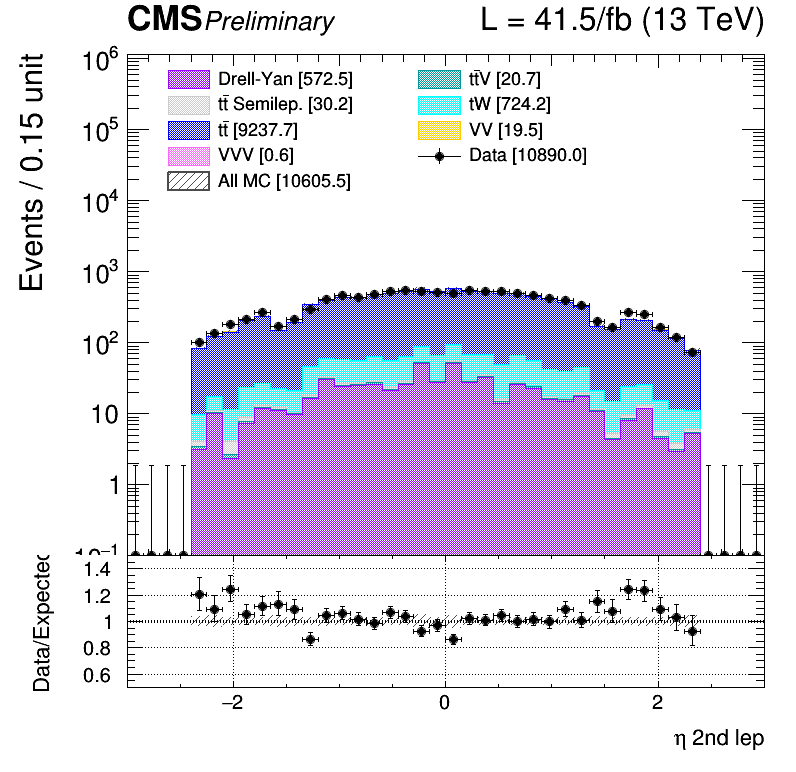 CMS Preliminary L = 41.5/fb (13 TeV)
Events / 0.15 unit
10⁶
10⁵
10⁴
10³
10²
10
1
10⁻¹
Drell-Yan [572.5]
tt̄ Semilep. [30.2]
tt̄ [9237.7]
VVV [0.6]
All MC [10605.5]
tt̄V [20.7]
tW [724.2]
VV [19.5]
Data [10890.0]
Data/Expected
1.4
1.2
1
0.8
0.6
−2 0 2
η 2nd lep